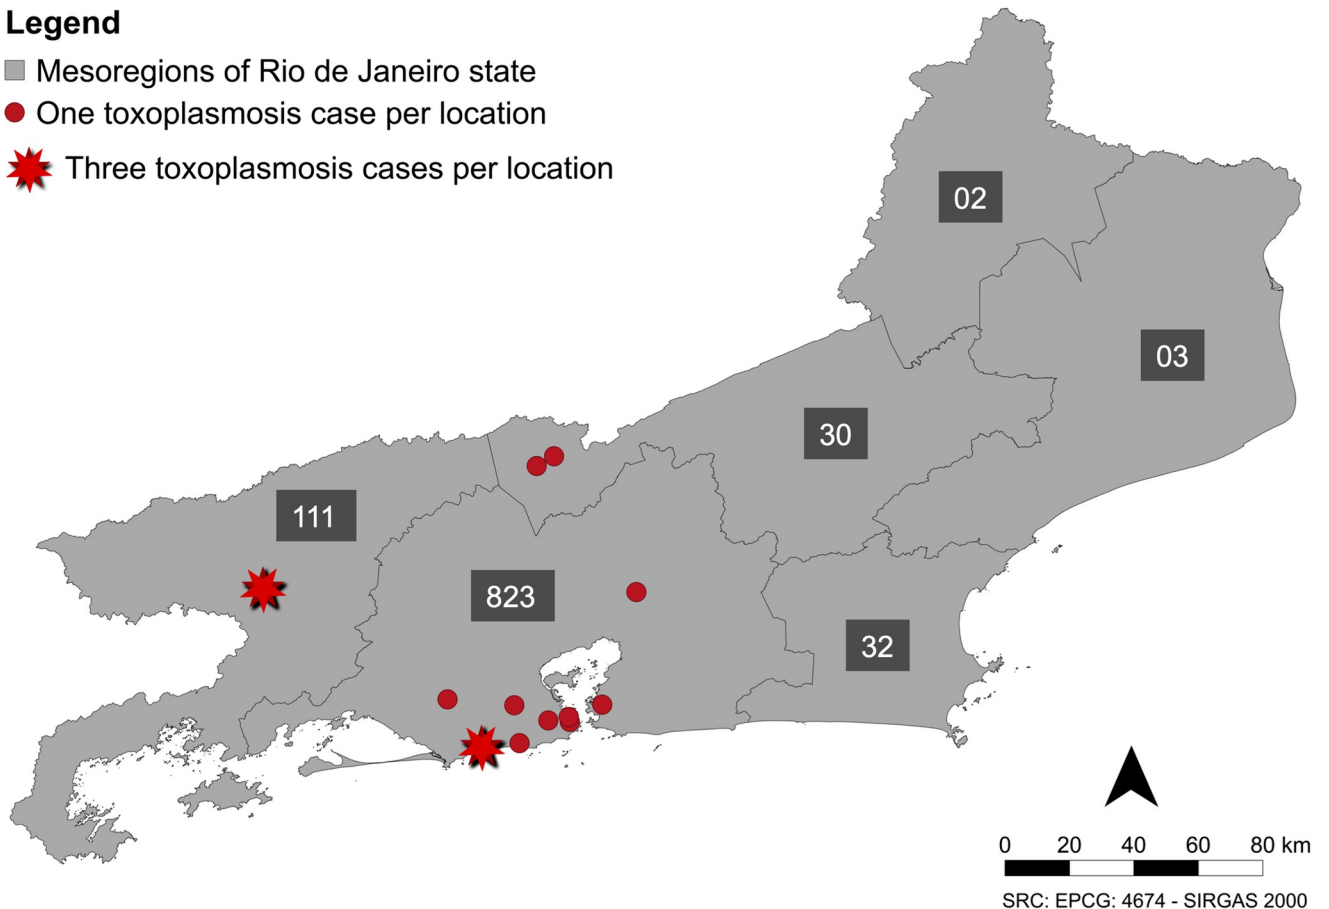 Legend
Mesoregions of Rio de Janeiro state
One toxoplasmosis case per location
Three toxoplasmosis cases per location
02
03
30
111
823
32
0 20 40 60 80 km
SRC: EPCG: 4674 - SIRGAS 2000